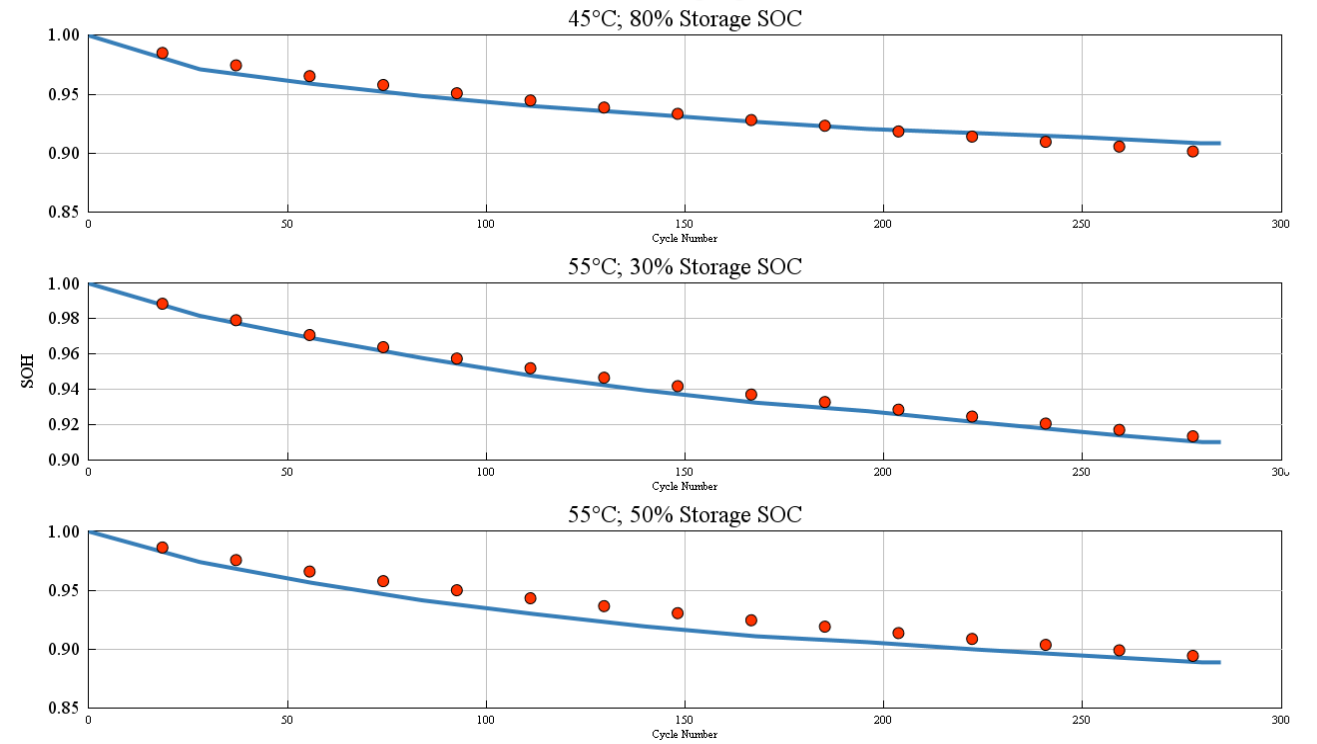 45°C; 80% Storage SOC
1.00
0.95
0.90
0.85
0 50 100 150 200 250 300
Cycle Number
55°C; 30% Storage SOC
1.00
0.98
0.96
0.94
0.92
0.90
SOH
0 50 100 150 200 250
Cycle Number
55°C; 50% Storage SOC
1.00
0.95
0.90
0.85
0 50 100 150 200 250 300
Cycle Number